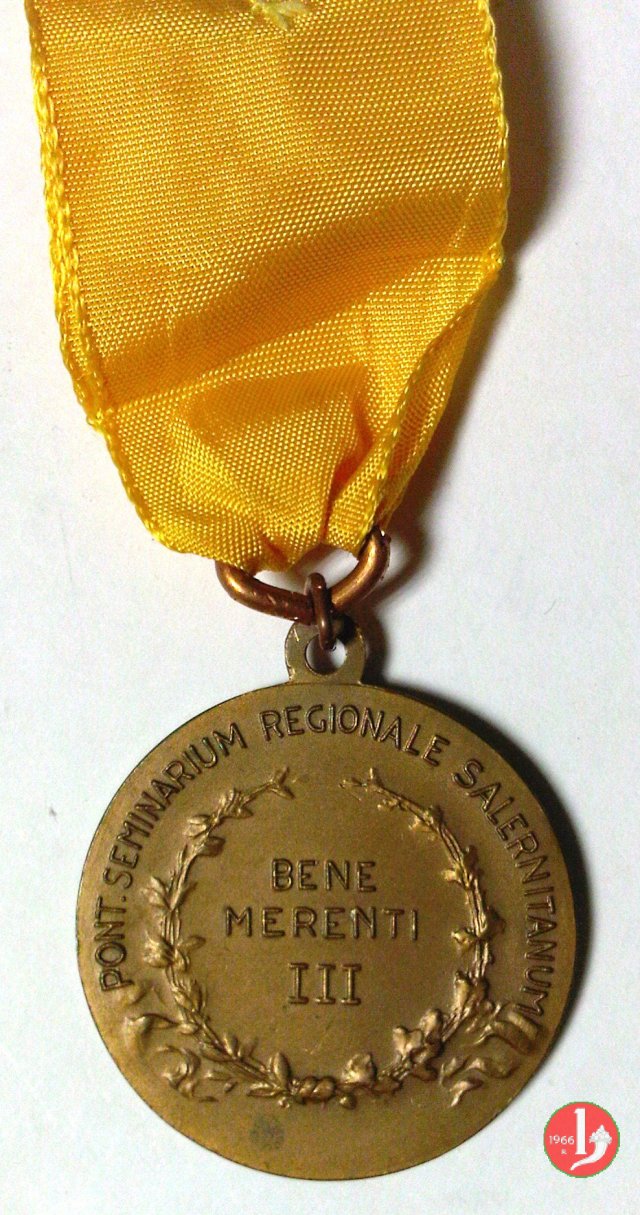 PONT. SEMINARIUM REGIONALE SALERNITANUM
BENE
MERENTI
III
1966
R